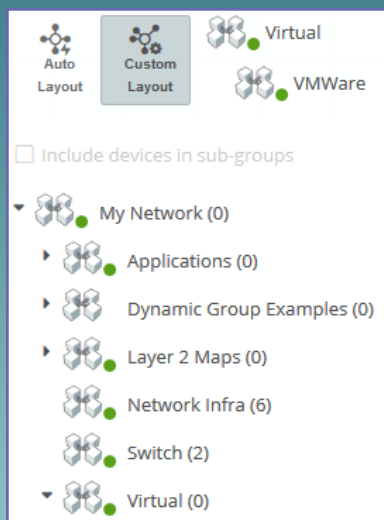 Auto
Layout
Custom
Layout
Virtual
VMWare
Include devices in sub-groups
My Network (0)
Applications (0)
Dynamic Group Examples (0)
Layer 2 Maps (0)
Network Infra (6)
Switch (2)
Virtual (0)